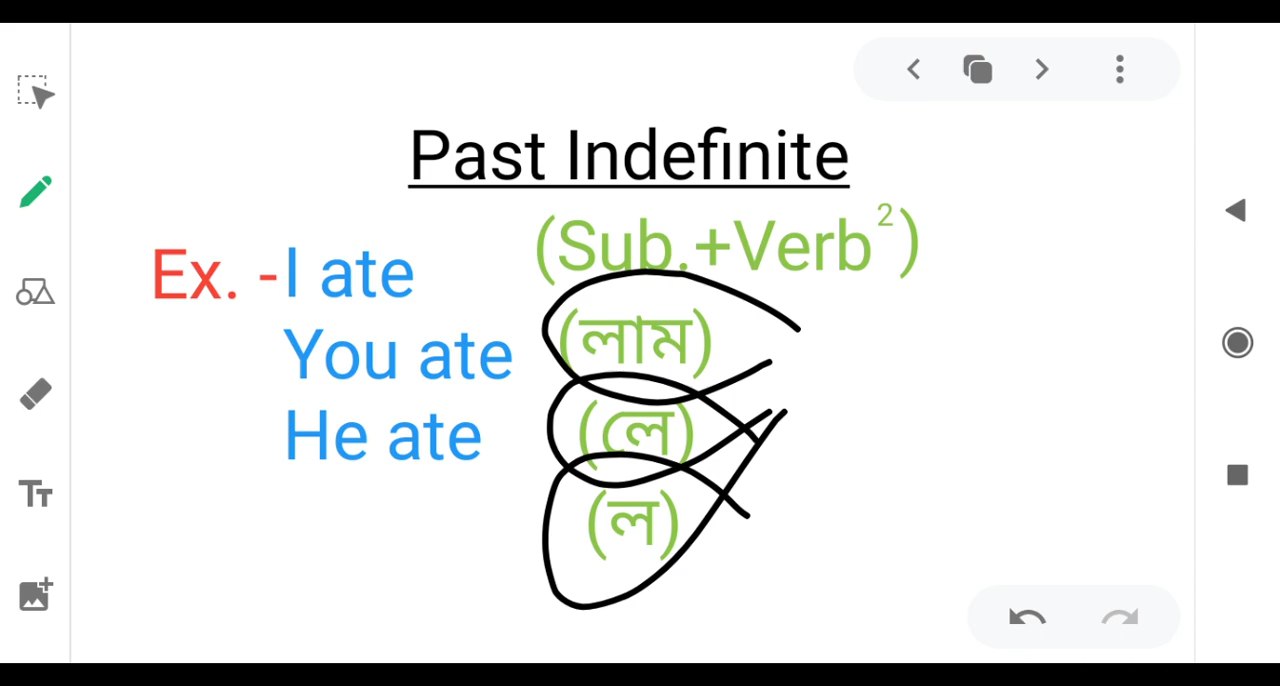 Past Indefinite
(Sub.+Verb²)
Ex. -I ate
You ate
He ate
(লাম)
(লে)
(ল)